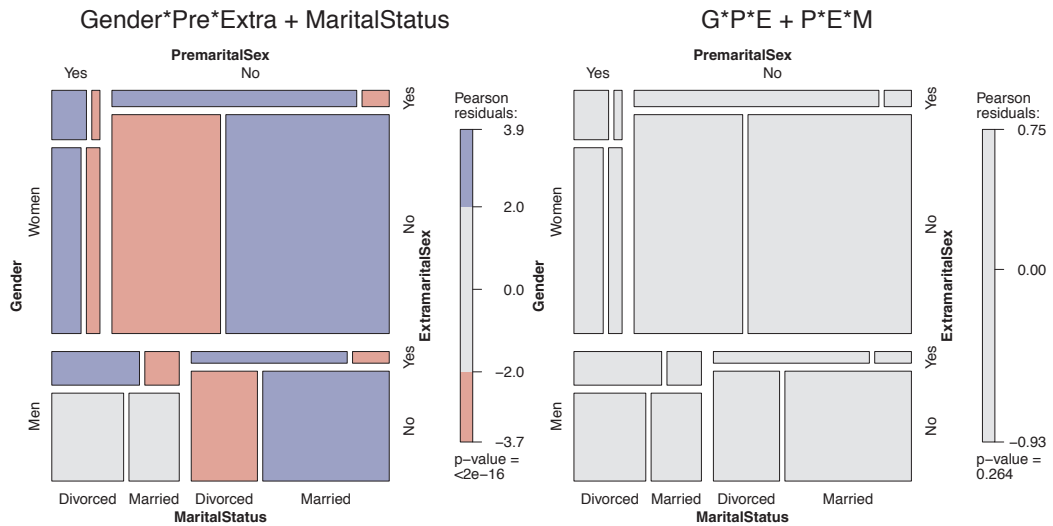 Gender*Pre*Extra + MaritalStatus
PremaritalSex
Yes
No
Yes
No
Women
Men
Gender
Yes
No
ExtramaritalSex
Divorced
Married
Divorced
Married
MaritalStatus
Pearson
residuals:
3.9
2.0
0.0
−2.0
−3.7
p−value =
<2e−16
G*P*E + P*E*M
PremaritalSex
Yes
No
Yes
No
Women
Men
Gender
Yes
No
ExtramaritalSex
Divorced
Married
Divorced
Married
MaritalStatus
Pearson
residuals:
0.75
0.00
−0.93
p−value =
0.264